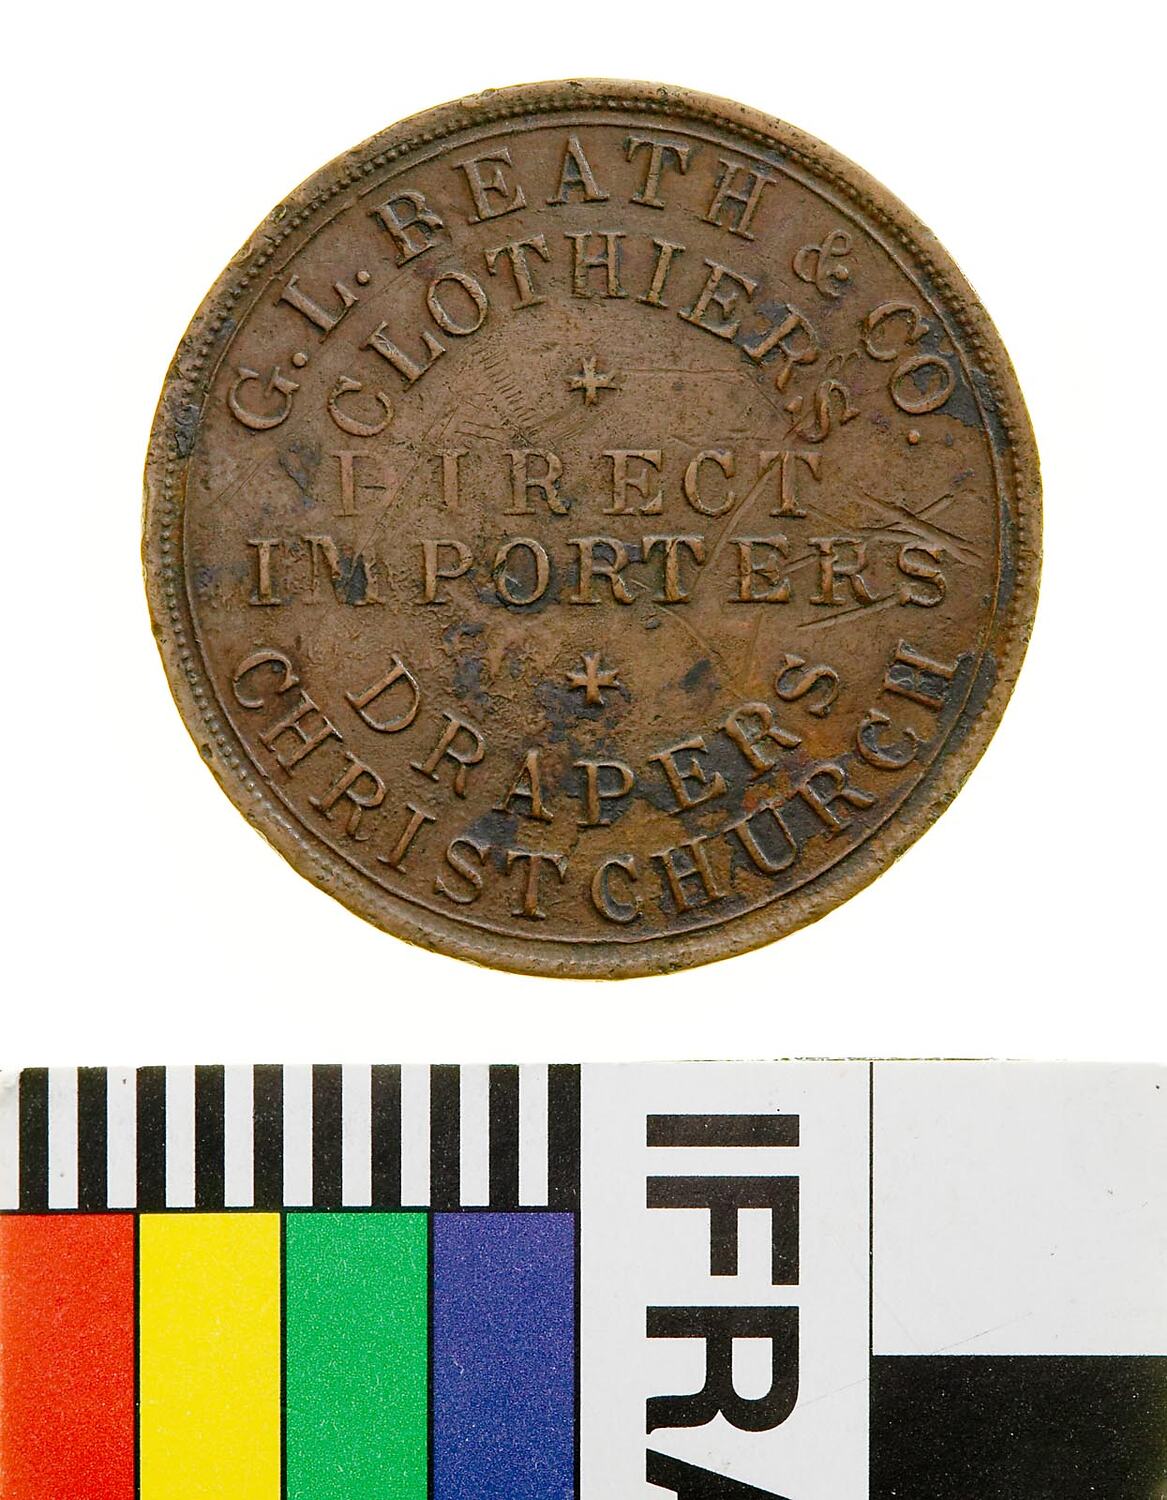 G. L. BEATH & CO.
CLOTHIERS
DIRECT
IMPORTERS
DRAPERS
CHRISTCHURCH
IFRA